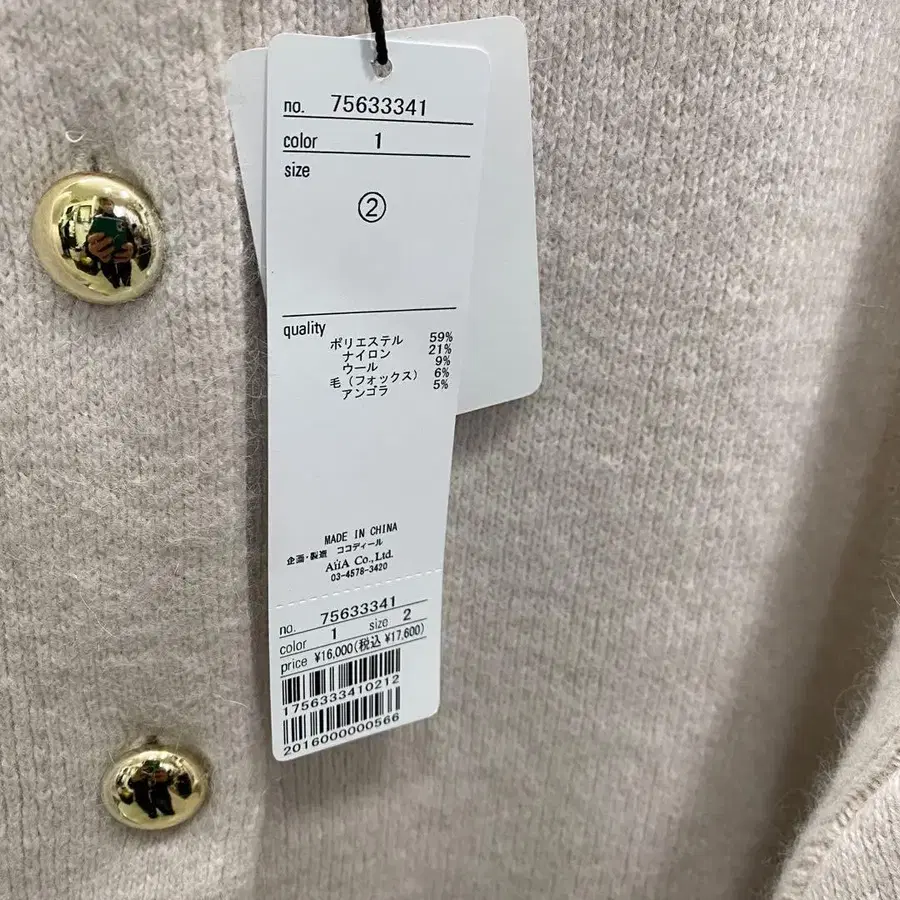 no. 75633341
color 1
size
②
quality
ポリエステル 59%
ナイロン 21%
ウール 9%
毛（フォックス） 6%
アンゴラ 5%
MADE IN CHINA
企画・製造 ココディール
AiiA Co.,Ltd.
03-4578-3420
no. 75633341
color 1 size 2
price ¥16,000(税込 ¥17,600)
1756333410212
2016000000566